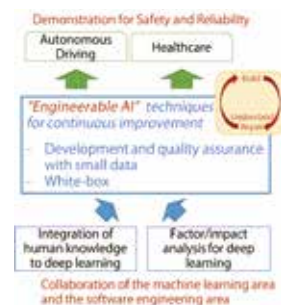 Demonstration for Safety and Reliability
Autonomous
Driving
Healthcare
Build
"Engineerable AI" techniques
for continuous improvement
- Development and quality assurance
with small data
- White-box
Integration of
human knowledge
to deep learning
Factor/impact
analysis for deep
learning
Collaboration of the machine learning area
and the software engineering area